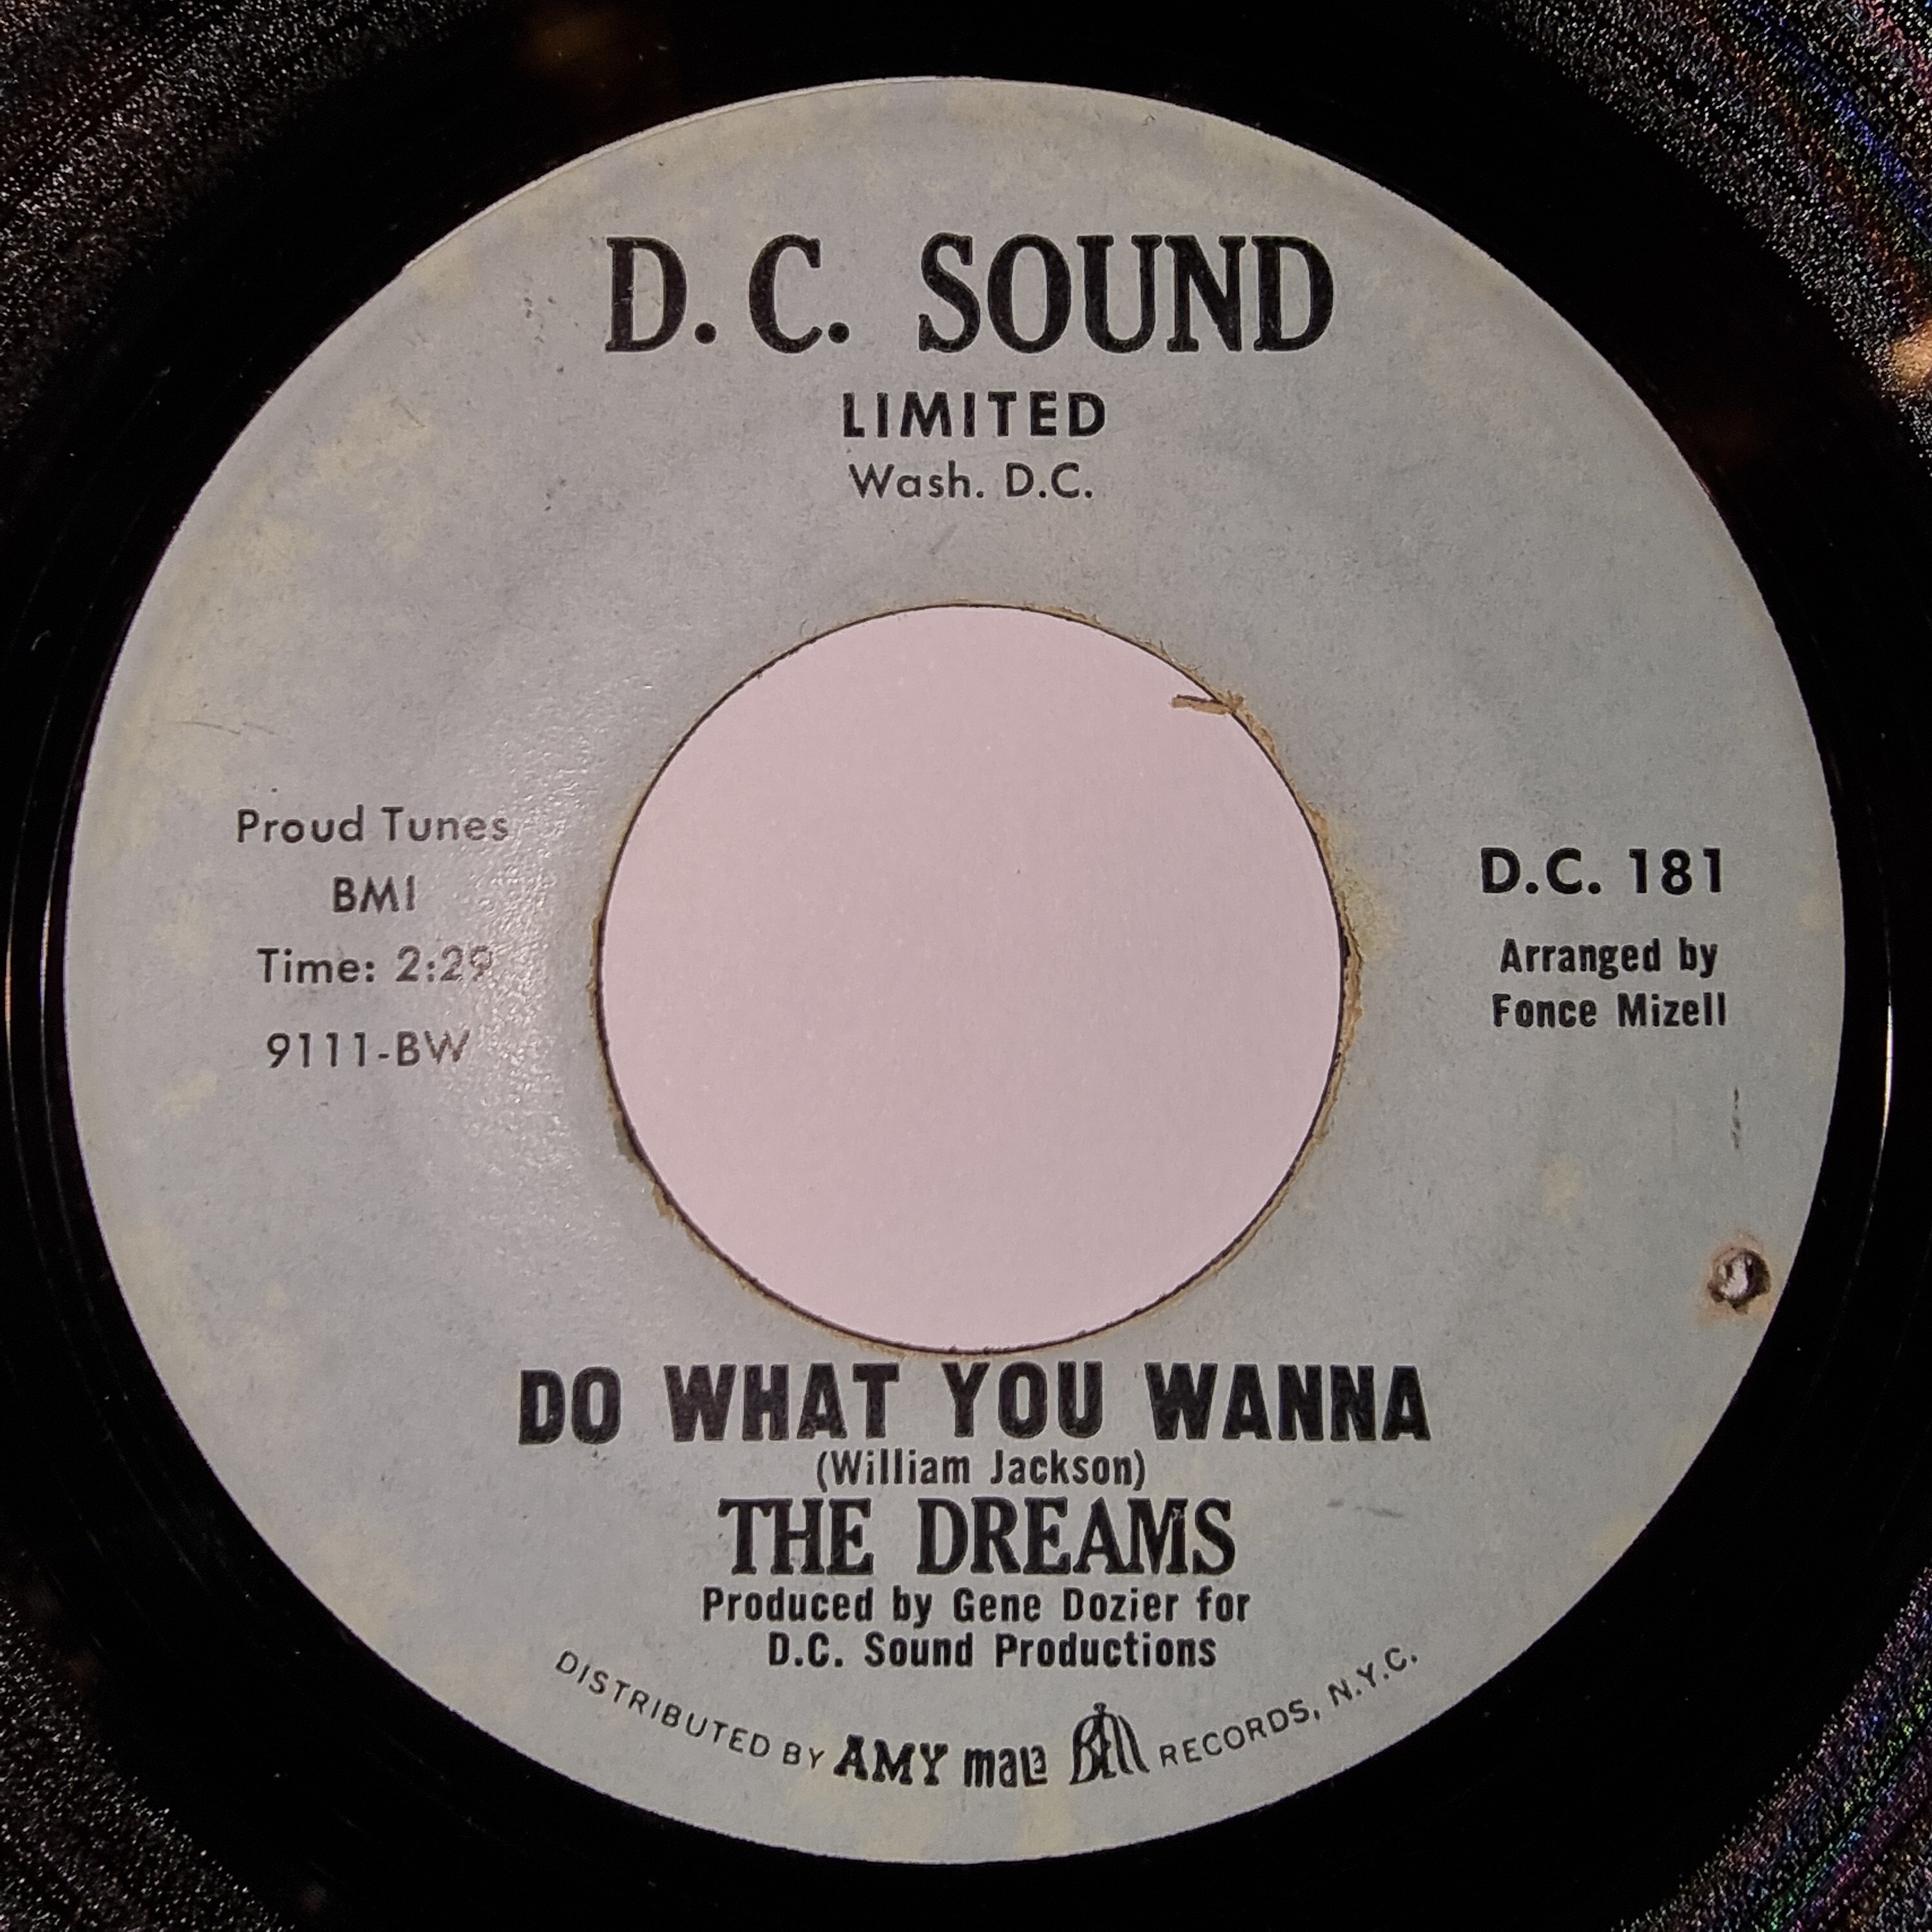 D.C. SOUND
LIMITED
Wash. D.C.
Proud Tunes
BMI
Time: 2:29
9111-BW
D.C. 181
Arranged by
Fonce Mizell
DO WHAT YOU WANNA
(William Jackson)
THE DREAMS
Produced by Gene Dozier for
D.C. Sound Productions
DISTRIBUTED BY AMY mala Bell RECORDS, N.Y.C.